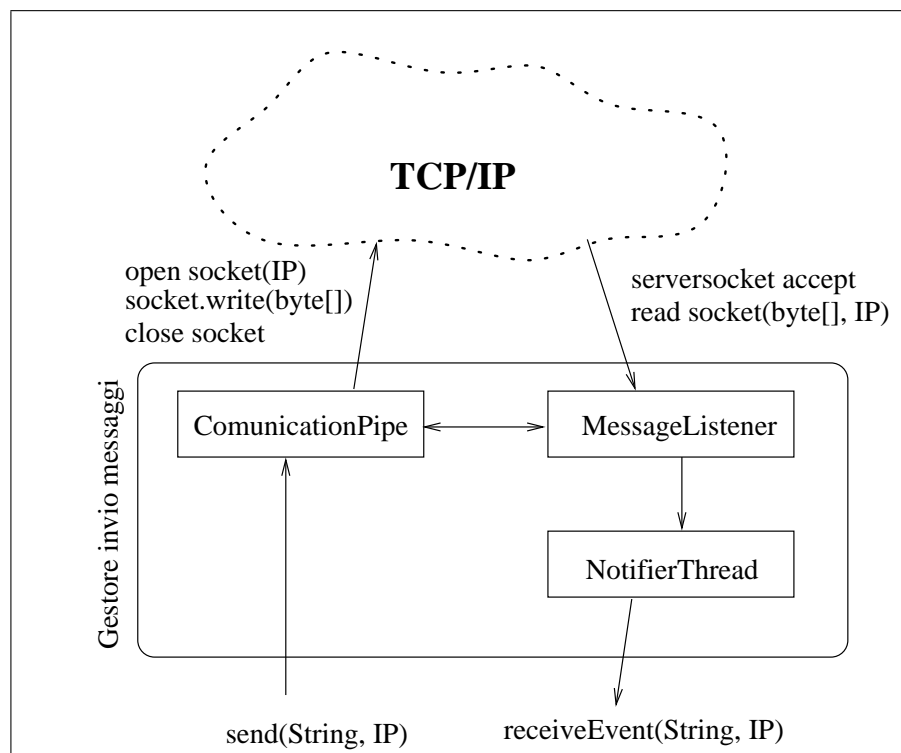 TCP/IP
open socket(IP)
socket.write(byte[])
close socket
serversocket accept
read socket(byte[], IP)
Gestore invio messaggi
ComunicationPipe
MessageListener
NotifierThread
send(String, IP)
receiveEvent(String, IP)